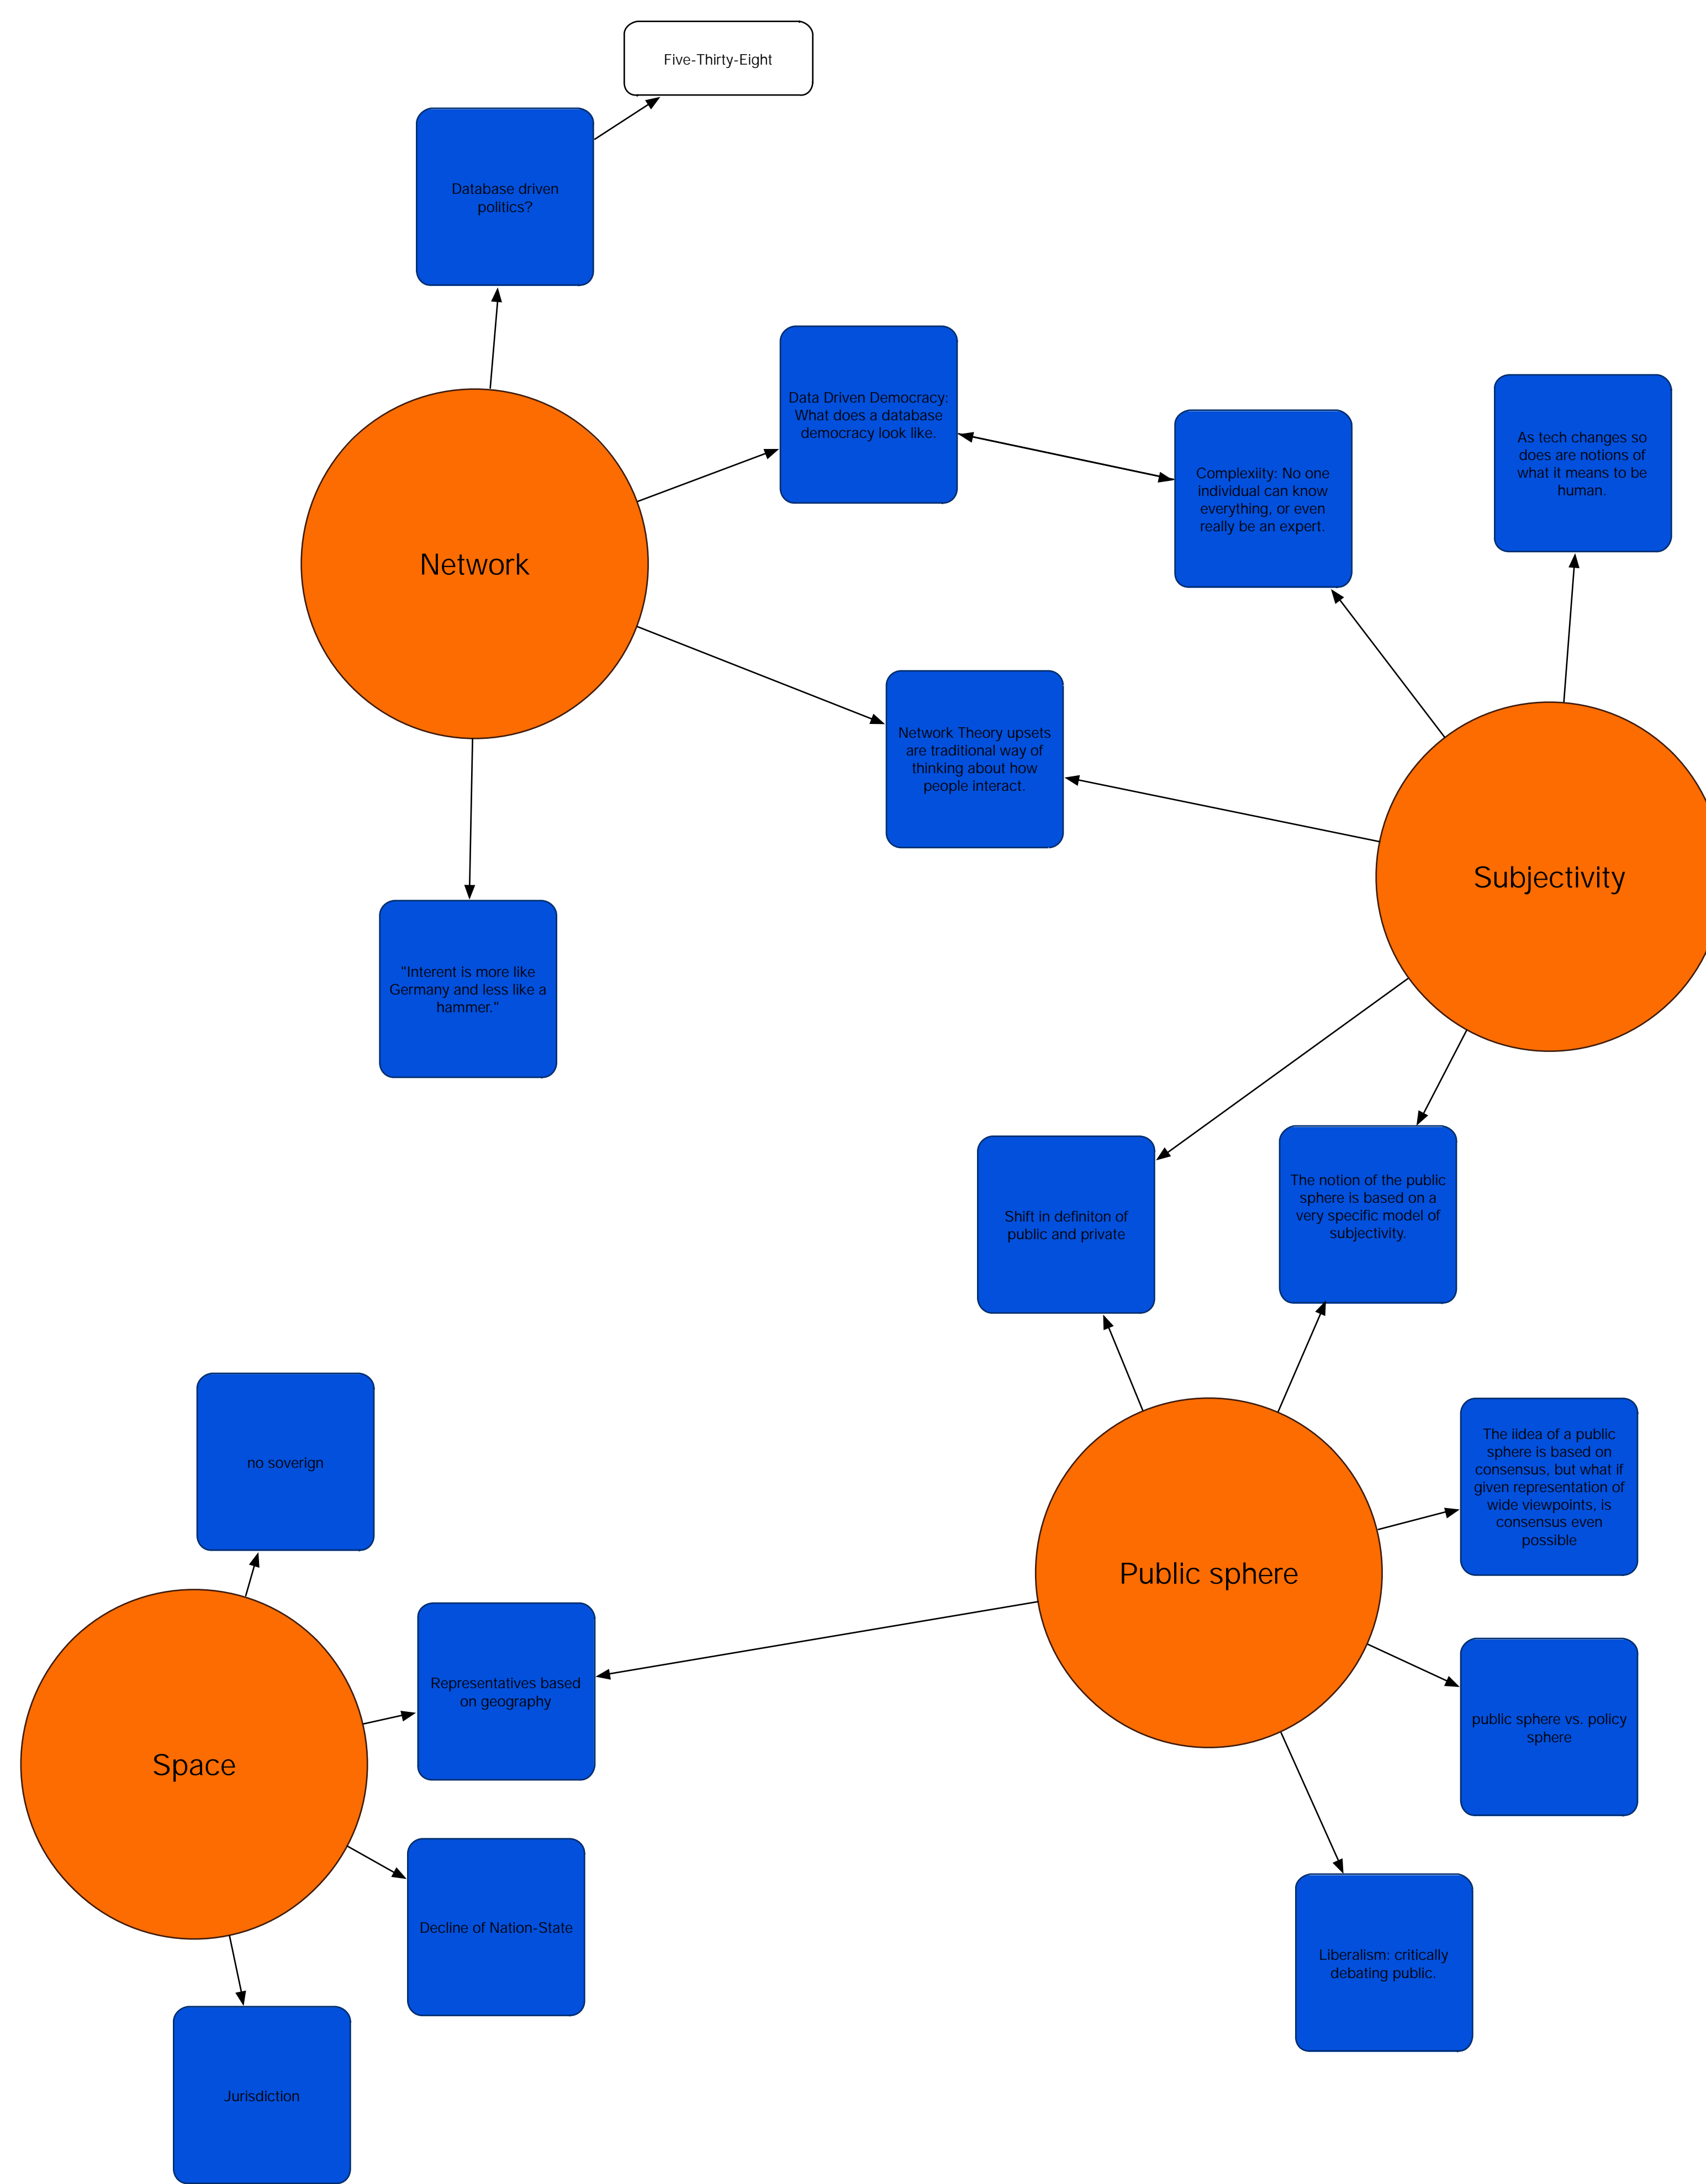 Five-Thirty-Eight
Database driven
politics?
Data Driven Democracy:
What does a database
democracy look like.
As tech changes so
does are notions of
what it means to be
human.
Complexiity: No one
individual can know
everything, or even
really be an expert.
Network
Network Theory upsets
are traditional way of
thinking about how
people interact.
Subjectivity
"Interent is more like
Germany and less like a
hammer."
Shift in definiton of
public and private
The notion of the public
sphere is based on a
very specific model of
subjectivity.
no soverign
The iidea of a public
sphere is based on
consensus, but what if
given representation of
wide viewpoints, is
consensus even
possible
Public sphere
Representatives based
on geography
public sphere vs. policy
sphere
Space
Decline of Nation-State
Liberalism: critically
debating public.
Jurisdiction